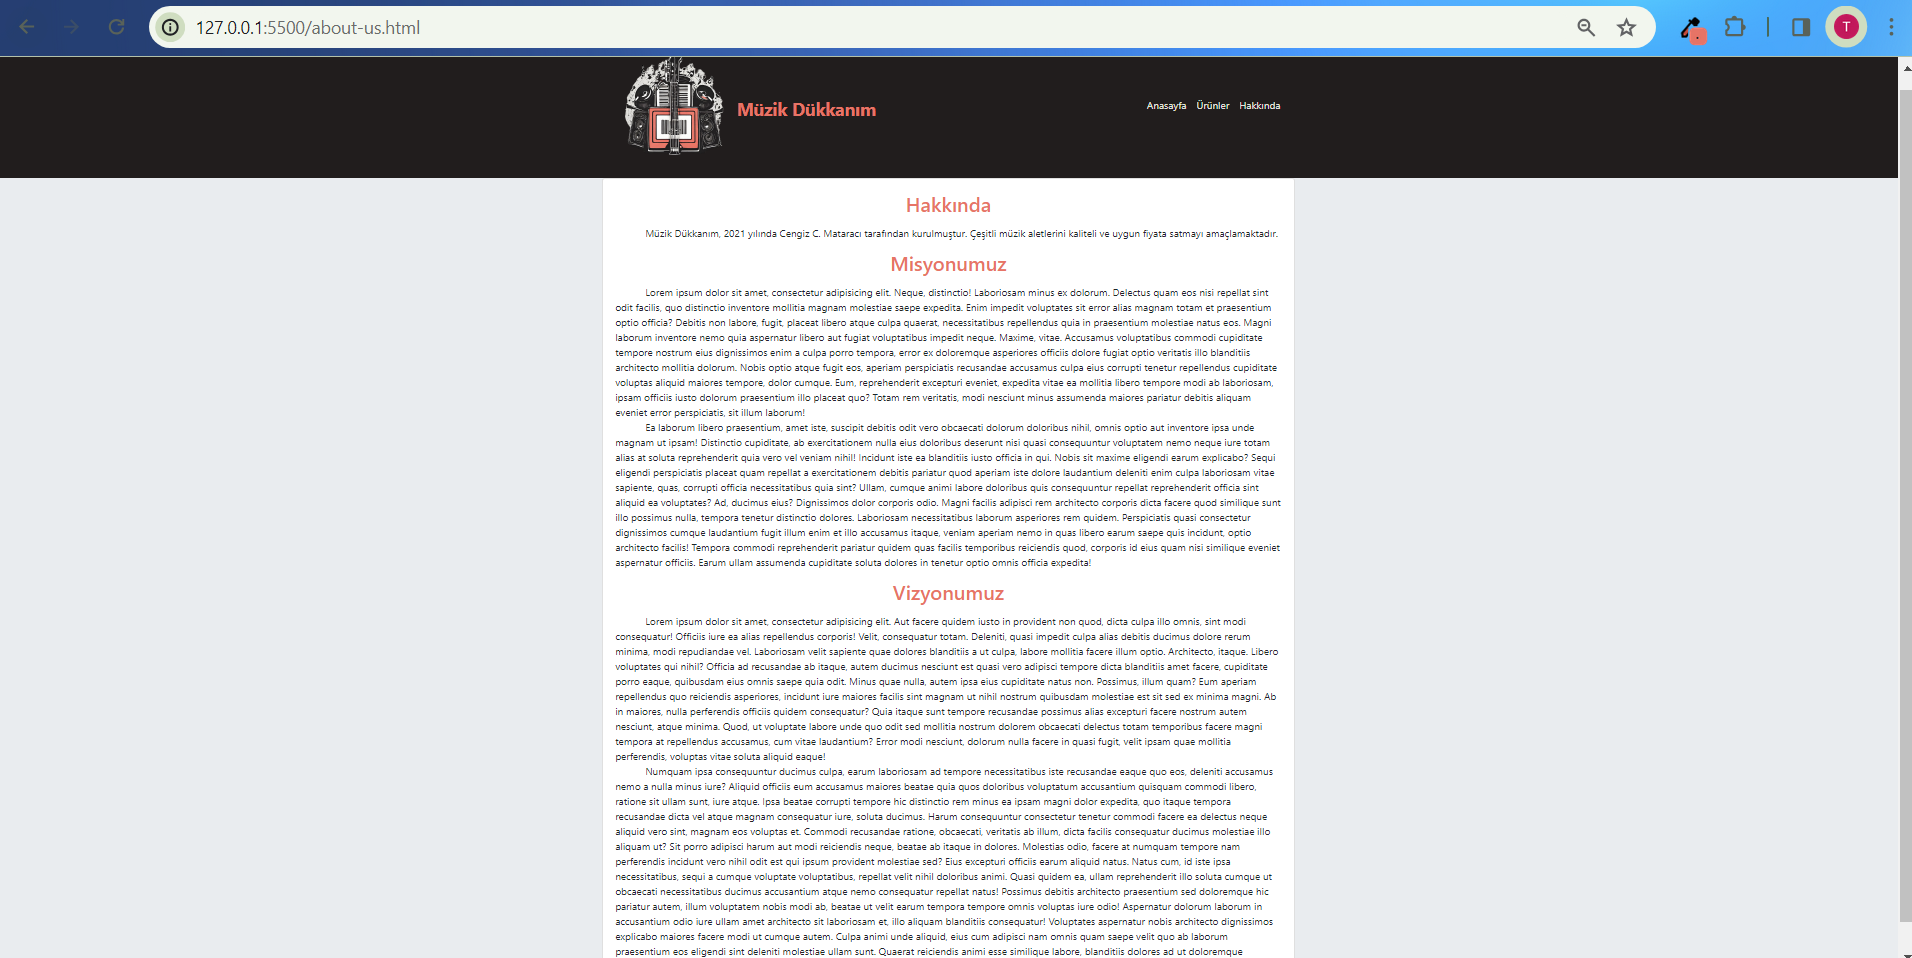 127.0.0.1:5500/about-us.html
T
Müzik Dükkanım
Anasayfa Ürünler Hakkında
Hakkında
Müzik Dükkanım, 2021 yılında Cengiz C. Mataracı tarafından kurulmuştur. Çeşitli müzik aletlerini kaliteli ve uygun fiyata satmayı amaçlamaktadır.
Misyonumuz
Lorem ipsum dolor sit amet, consectetur adipisicing elit. Neque, distinctio! Laboriosam minus ex dolorum. Delectus quam eos nisi repellat sint
odit facilis, quo distinctio inventore mollitia magnam molestiae saepe expedita. Enim impedit voluptates sit error alias magnam totam et praesentium
optio officia? Debitis non labore, fugit, placeat libero atque culpa quaerat, necessitatibus repellendus quia in praesentium molestiae natus eos. Magni
laborum inventore nemo quia aspernatur libero aut fugiat voluptatibus impedit neque. Maxime, vitae. Accusamus voluptatibus commodi cupiditate
tempore nostrum eius dignissimos enim a culpa porro tempora, error ex doloremque asperiores officiis dolore fugiat optio veritatis illo blanditiis
architecto mollitia dolorum. Nobis optio atque fugit eos, aperiam perspiciatis recusandae accusamus culpa eius corrupti tenetur repellendus cupiditate
voluptas aliquid maiores tempore, dolor cumque. Eum, reprehenderit excepturi eveniet, expedita vitae ea mollitia libero tempore modi ab laboriosam,
ipsam officiis iusto dolorum praesentium illo placeat quo? Totam rem veritatis, modi nesciunt minus assumenda maiores pariatur debitis aliquam
eveniet error perspiciatis, sit illum laborum!
Ea laborum libero praesentium, amet iste, suscipit debitis odit vero obcaecati dolorum doloribus nihil, omnis optio aut inventore ipsa unde
magnam ut ipsam! Distinctio cupiditate, ab exercitationem nulla eius doloribus deserunt nisi quasi consequuntur voluptatem nemo neque iure totam
alias at soluta reprehenderit quia vero vel veniam nihil! Incidunt iste ea blanditiis iusto officia in qui. Nobis sit maxime eligendi earum explicabo? Sequi
eligendi perspiciatis placeat quam repellat a exercitationem debitis pariatur quod aperiam iste dolore laudantium deleniti enim culpa laboriosam vitae
sapiente, quas, corrupti officia necessitatibus quia sint? Ullam, cumque animi labore doloribus quis consequuntur repellat reprehenderit officia sint
aliquid ea voluptates? Ad, ducimus eius? Dignissimos dolor corporis odio. Magni facilis adipisci rem architecto corporis dicta facere quod similique sunt
illo possimus nulla, tempora tenetur distinctio dolores. Laboriosam necessitatibus laborum asperiores rem quidem. Perspiciatis quasi consectetur
dignissimos cumque laudantium fugit illum enim et illo accusamus itaque, veniam aperiam nemo in quas libero earum saepe quis incidunt, optio
architecto facilis! Tempora commodi reprehenderit pariatur quidem quas facilis temporibus reiciendis quod, corporis id eius quam nisi similique eveniet
aspernatur officiis. Earum ullam assumenda cupiditate soluta dolores in tenetur optio omnis officia expedita!
Vizyonumuz
Lorem ipsum dolor sit amet, consectetur adipisicing elit. Aut facere quidem iusto in provident non quod, dicta culpa illo omnis, sint modi
consequatur! Officiis iure ea alias repellendus corporis! Velit, consequatur totam. Deleniti, quasi impedit culpa alias debitis ducimus dolore rerum
minima, modi repudiandae vel. Laboriosam velit sapiente quae dolores blanditiis a ut culpa, labore mollitia facere illum optio. Architecto, itaque. Libero
voluptates qui nihil? Officia ad recusandae ab itaque, autem ducimus nesciunt est quasi vero adipisci tempore dicta blanditiis amet facere, cupiditate
porro eaque, quibusdam eius omnis saepe quia odit. Minus quae nulla, autem ipsa eius cupiditate natus non. Possimus, illum quam? Eum aperiam
repellendus quo reiciendis asperiores, incidunt iure maiores facilis sint magnam ut nihil nostrum quibusdam molestiae est sit sed ex minima magni. Ab
in maiores, nulla perferendis officiis quidem consequatur? Quia itaque sunt tempore recusandae possimus alias excepturi facere nostrum autem
nesciunt, atque minima. Quod, ut voluptate labore unde quo odit sed mollitia nostrum dolorem obcaecati delectus totam temporibus facere magni
tempora at repellendus accusamus, cum vitae laudantium? Error modi nesciunt, dolorum nulla facere in quasi fugit, velit ipsam quae mollitia
perferendis, voluptas vitae soluta aliquid eaque!
Numquam ipsa consequuntur ducimus culpa, earum laboriosam ad tempore necessitatibus iste recusandae eaque quo eos, deleniti accusamus
nemo a nulla minus iure? Aliquid officiis eum accusamus maiores beatae quia quos doloribus voluptatum accusantium quisquam commodi libero,
ratione sit ullam sunt, iure atque. Ipsa beatae corrupti tempore hic distinctio rem minus ea ipsam magni dolor expedita, quo itaque tempora
recusandae dicta vel atque magnam consequatur iure, soluta ducimus. Harum consequuntur consectetur tenetur commodi facere ea delectus neque
aliquid vero sint, magnam eos voluptas et. Commodi recusandae ratione, obcaecati, veritatis ab illum, dicta facilis consequatur ducimus molestiae illo
aliquam ut? Sit porro adipisci harum aut modi reiciendis neque, beatae ab itaque in dolores. Molestias odio, facere at numquam tempore nam
perferendis incidunt vero nihil odit est qui ipsum provident molestiae sed? Eius excepturi officiis earum aliquid natus. Natus cum, id iste ipsa
necessitatibus, sequi a cumque voluptate voluptatibus, repellat velit nihil doloribus animi. Quasi quidem ea, ullam reprehenderit illo soluta cumque ut
obcaecati necessitatibus ducimus accusantium atque nemo consequatur repellat natus! Possimus debitis architecto praesentium sed doloremque hic
pariatur autem, illum voluptatem nobis modi ab, beatae ut velit earum tempora tempore omnis voluptas iure odio! Aspernatur dolorum laborum in
accusantium odio iure ullam amet architecto sit laboriosam et, illo aliquam blanditiis consequatur! Voluptates aspernatur nobis architecto dignissimos
explicabo maiores facere modi ut cumque autem. Culpa animi unde aliquid, eius cum adipisci nam omnis quam saepe velit quo ab laborum
praesentium eos eligendi sint deleniti molestiae ullam sunt. Quaerat reiciendis animi esse similique labore, blanditiis dolores ad ut doloremque